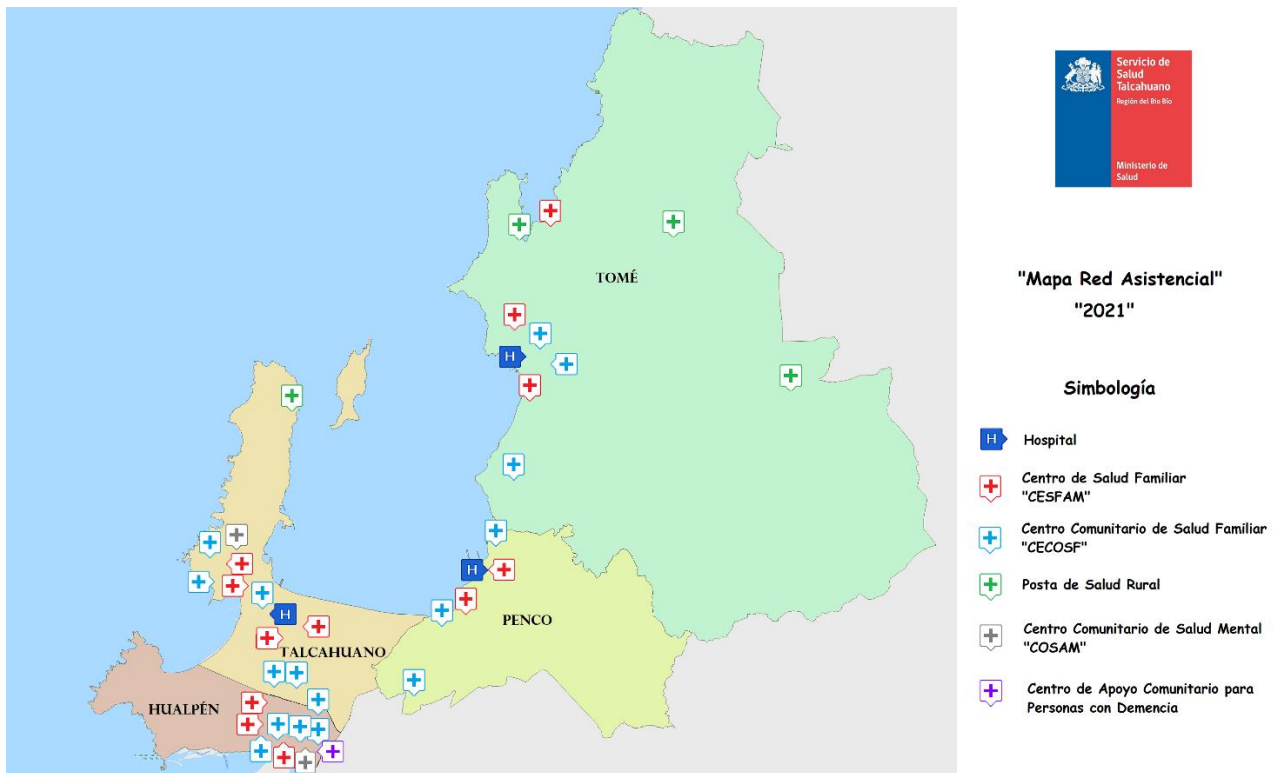 Servicio de
Salud
Talcahuano
Región del Bío Bío
Ministerio de
Salud
"Mapa Red Asistencial"
"2021"
Simbología
H Hospital
Centro de Salud Familiar
"CESFAM"
Centro Comunitario de Salud Familiar
"CECOSF"
Posta de Salud Rural
Centro Comunitario de Salud Mental
"COSAM"
Centro de Apoyo Comunitario para
Personas con Demencia
TOMÉ
H
H
PENCO
H
TALCAHUANO
HUALPÉN